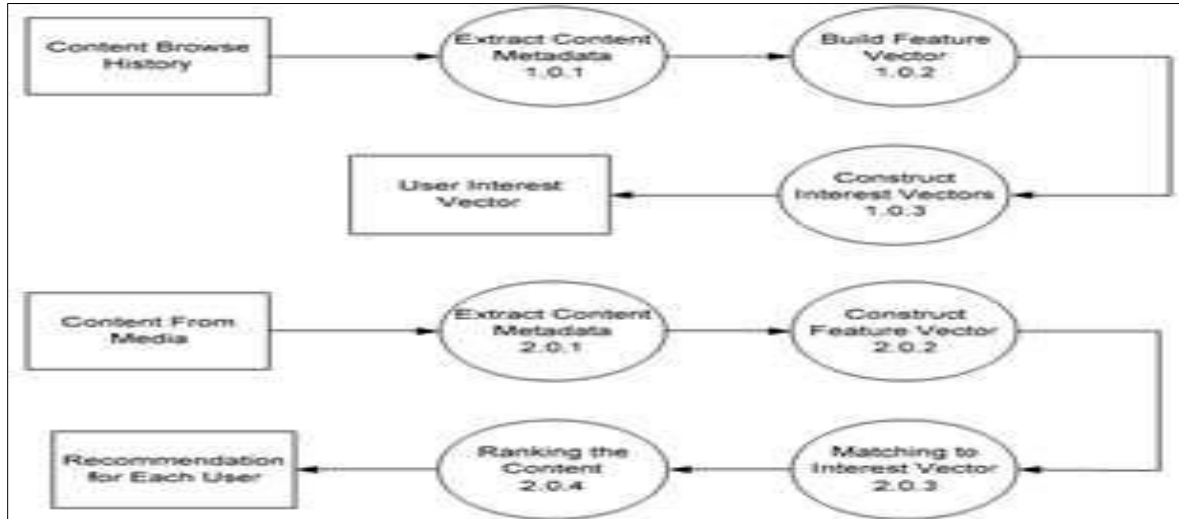 Content Browse
History
Extract Content
Metadata
1.0.1
Build Feature
Vector
1.0.2
User Interest
Vector
Construct
Interest Vectors
1.0.3
Content From
Media
Extract Content
Metadata
2.0.1
Construct
Feature Vector
2.0.2
Recommendation
for Each User
Ranking the
Content
2.0.4
Matching to
Interest Vector
2.0.3